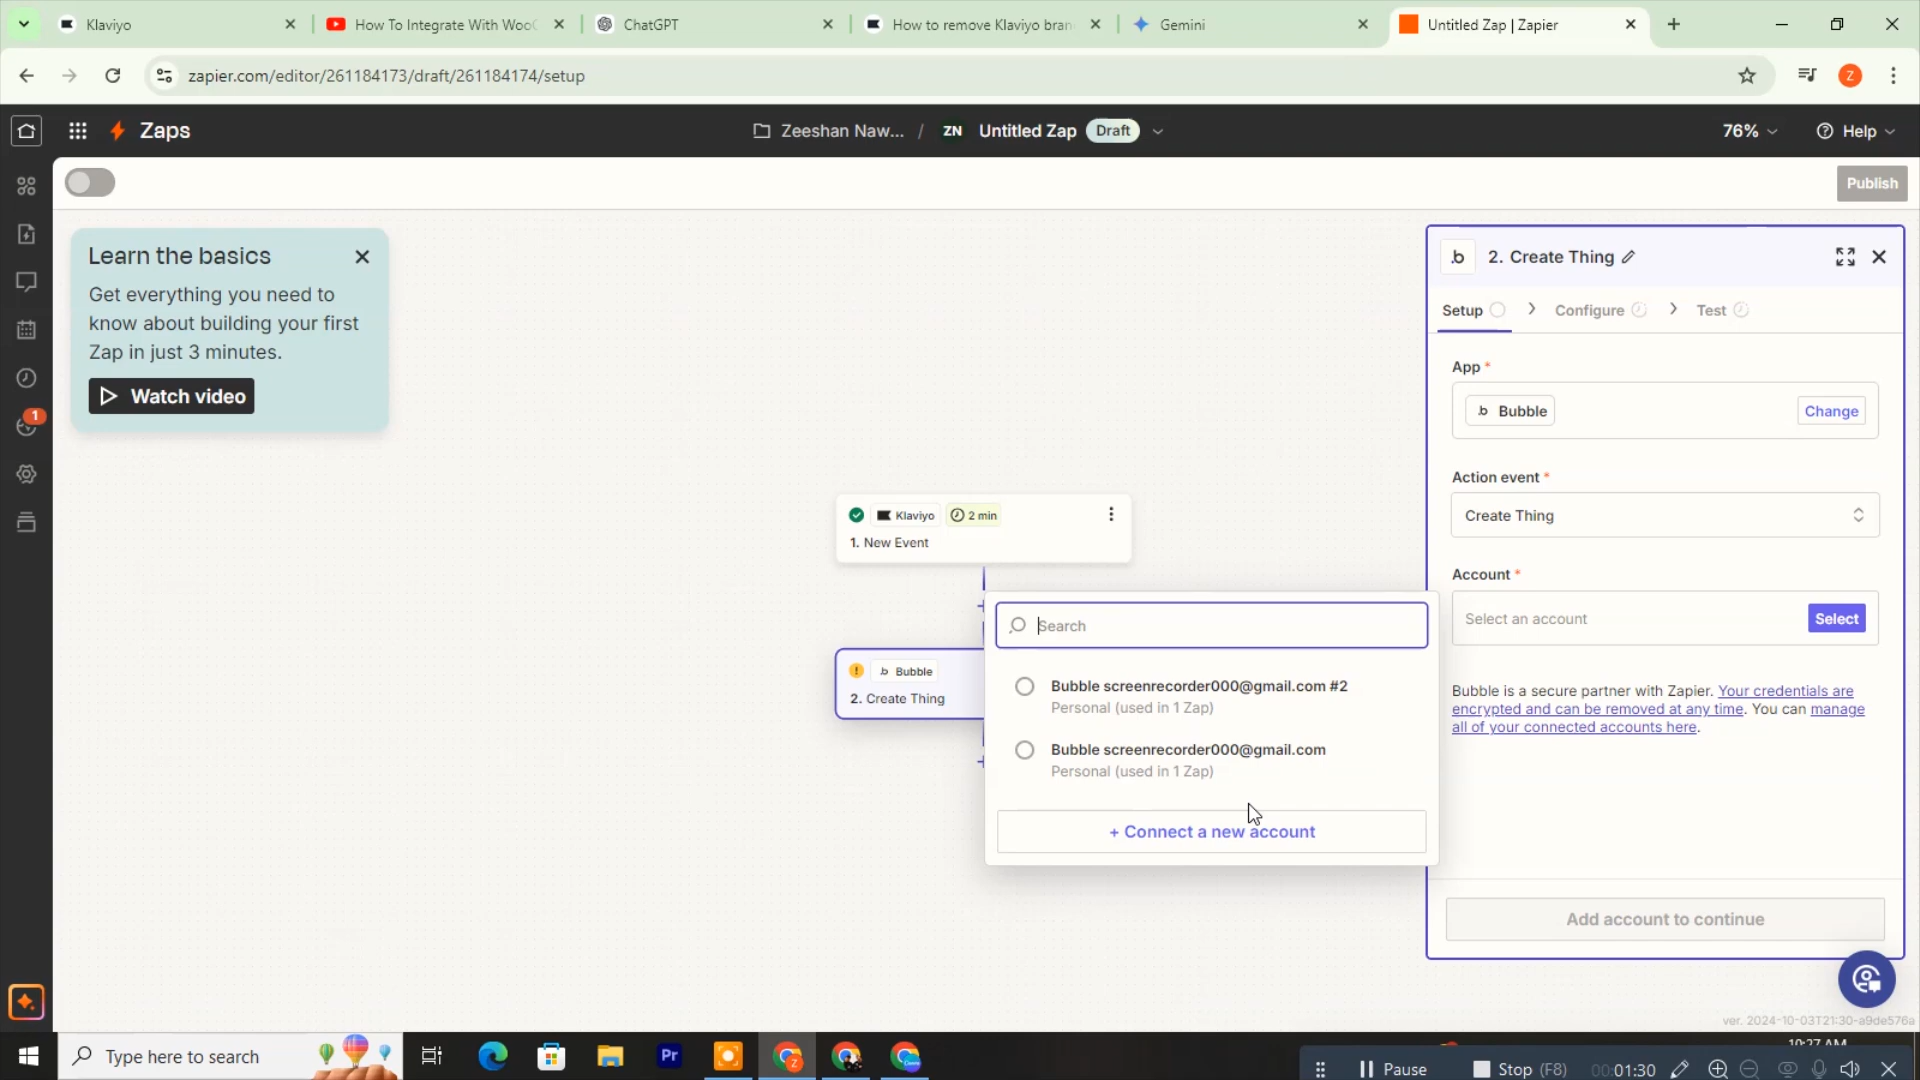 Klaviyo
How To Integrate With WooC
ChatGPT
How to remove Klaviyo bran
Gemini
Untitled Zap | Zapier
zapier.com/editor/261184173/draft/261184174/setup
Z
Zaps
Zeeshan Naw... / ZN Untitled Zap Draft
76%
Help
Publish
Learn the basics
Get everything you need to
know about building your first
Zap in just 3 minutes.
Watch video
1
Klaviyo 2 min
1. New Event
Bubble
2. Create Thing
Search
Bubble screenrecorder000@gmail.com #2
Personal (used in 1 Zap)
Bubble screenrecorder000@gmail.com
Personal (used in 1 Zap)
+ Connect a new account
2. Create Thing
Setup
Configure
Test
App *
Bubble
Change
Action event *
Create Thing
Account *
Select an account
Select
Bubble is a secure partner with Zapier. Your credentials are
encrypted and can be removed at any time. You can manage
all of your connected accounts here.
Add account to continue
ver. 2024-10-03T21:30-a9de576a
Type here to search
Pr
10:27 AM
Pause
Stop (F8)
00:01:30